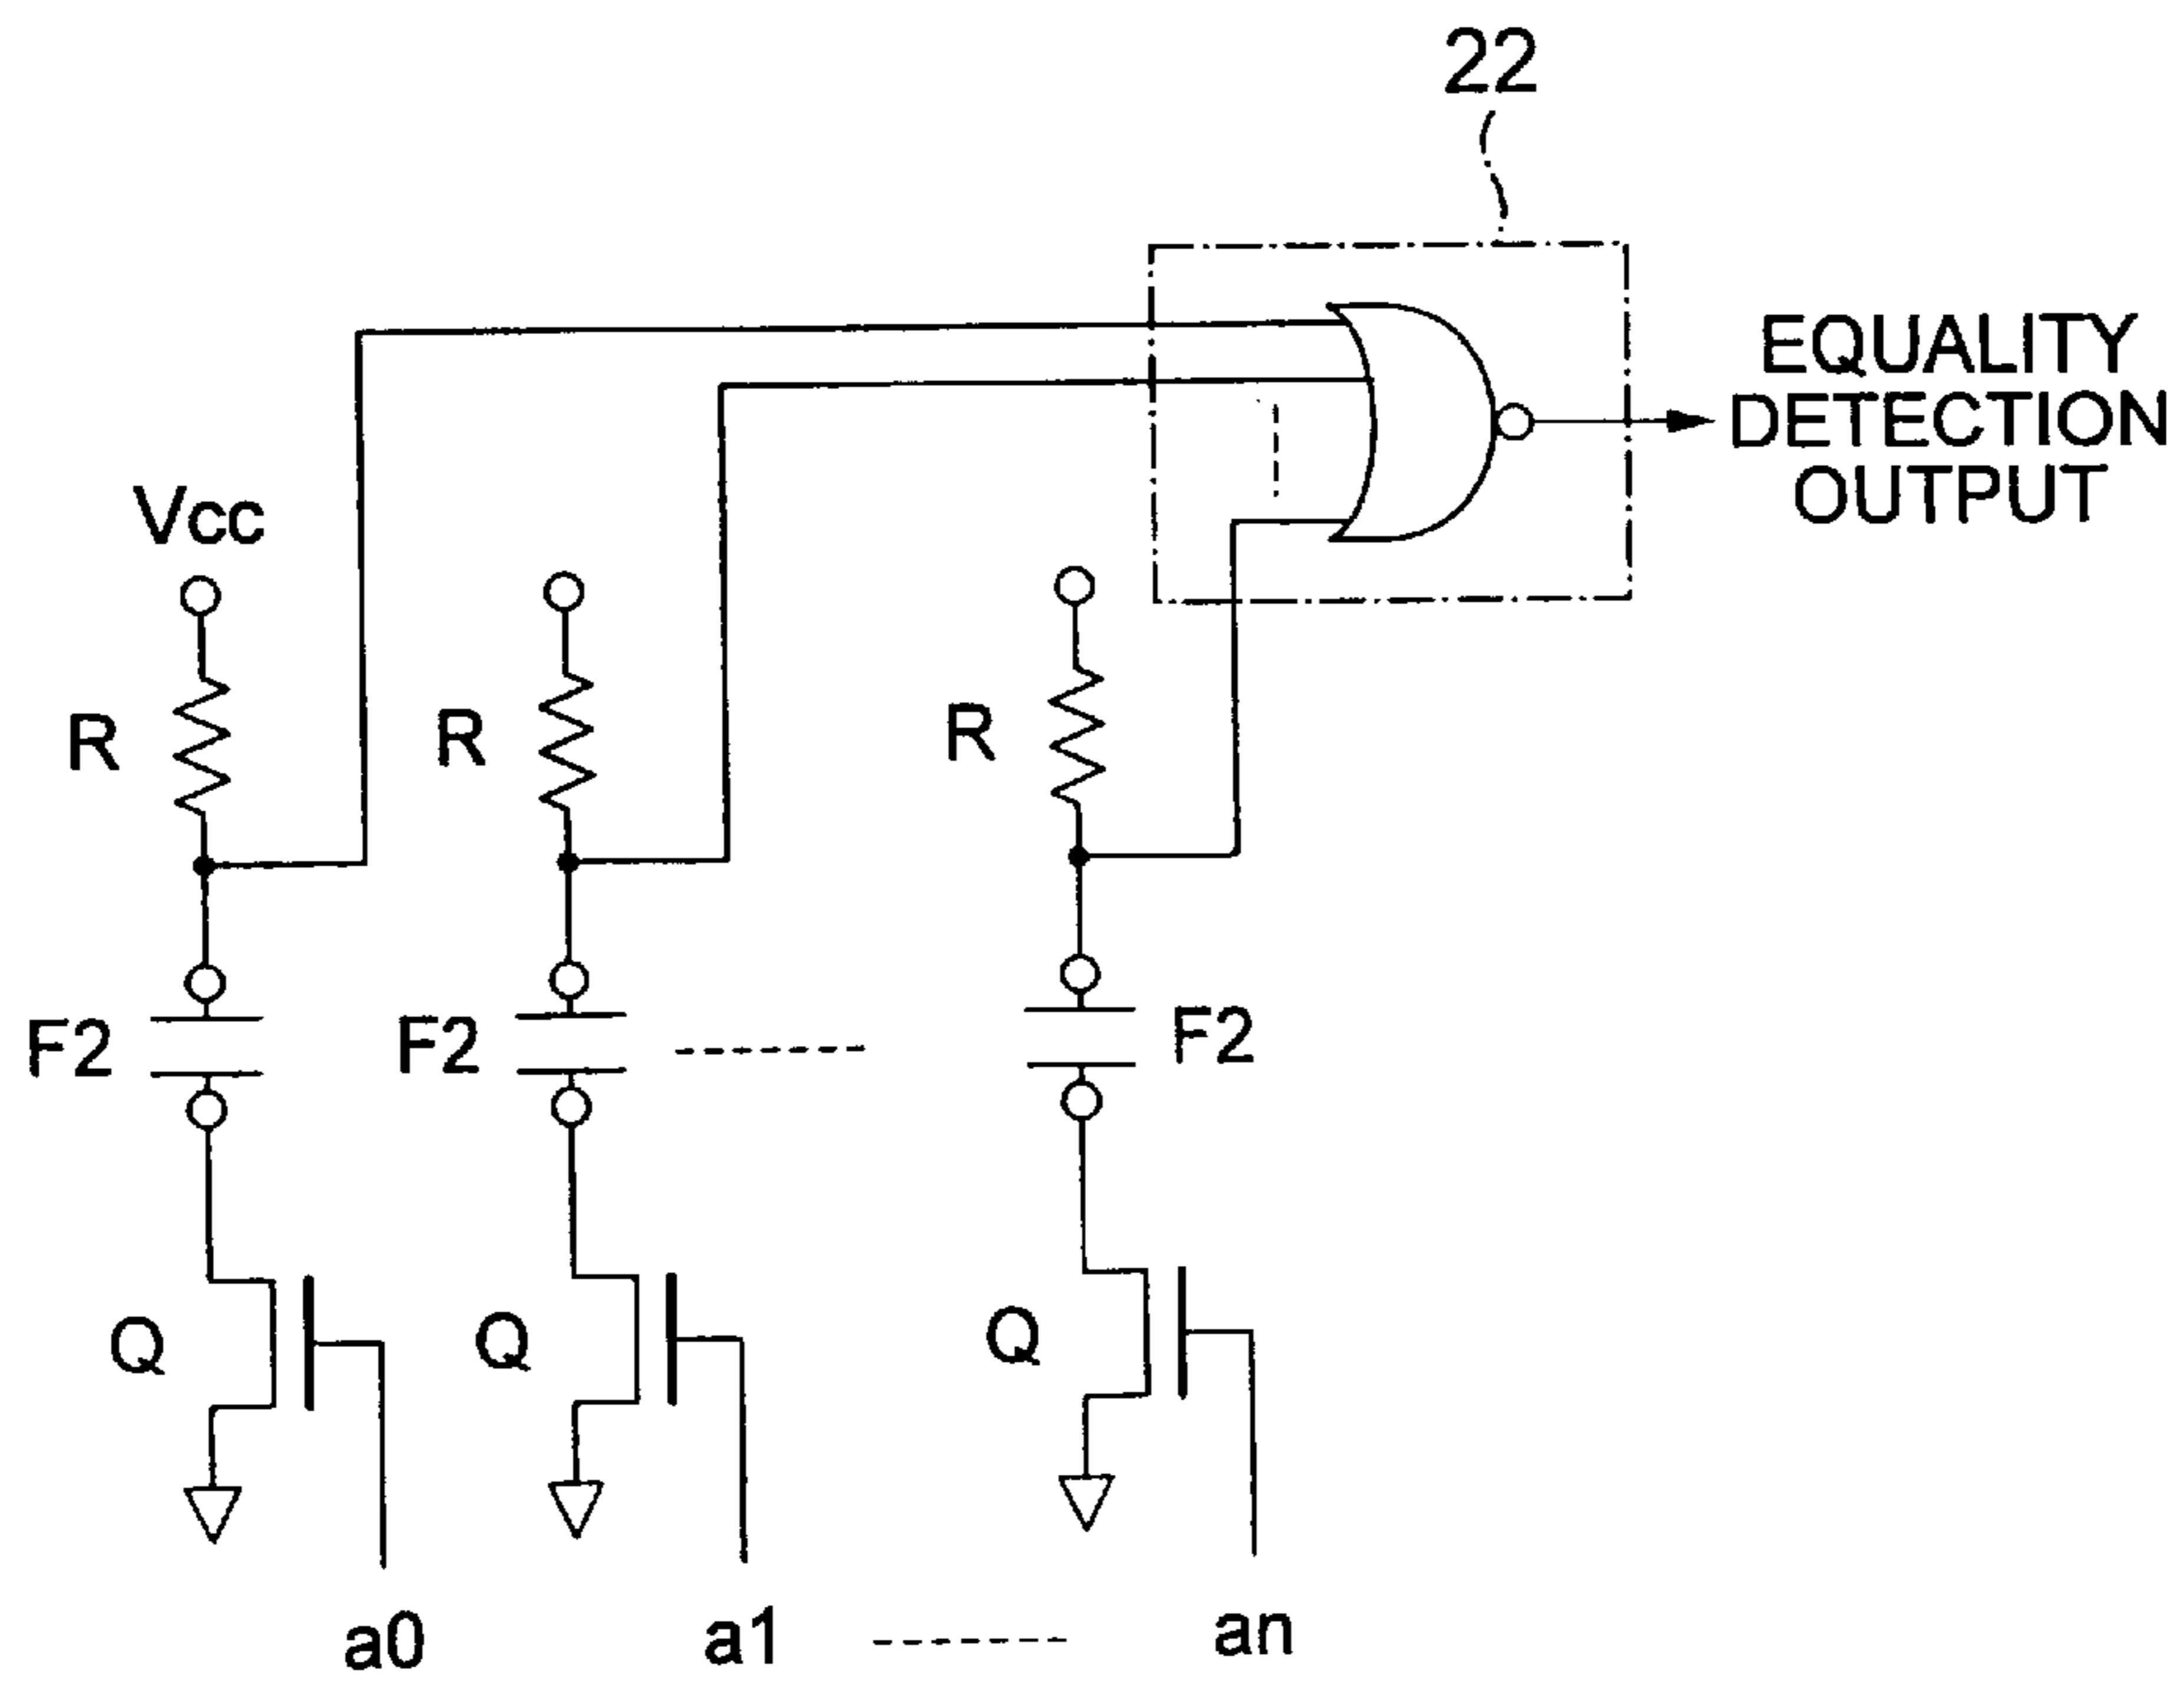 22
EQUALITY
DETECTION
OUTPUT
Vcc
R R R
F2 F2 F2
Q Q Q
a0 a1 an